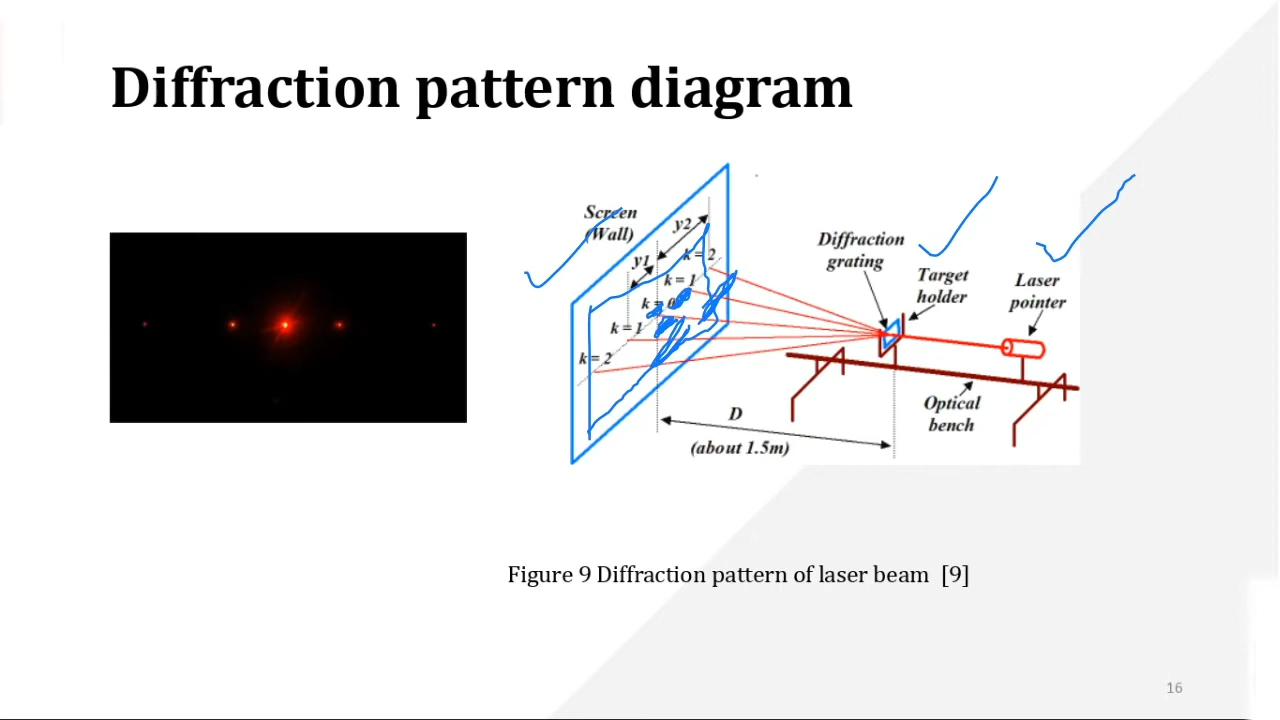 Diffraction pattern diagram
Screen
(Wall)
y2
k = 2
y1
k = 1
k = 0
k = 1
k = 2
Diffraction
grating
Target
holder
Laser
pointer
Optical
bench
D
(about 1.5m)
Figure 9 Diffraction pattern of laser beam [9]
16